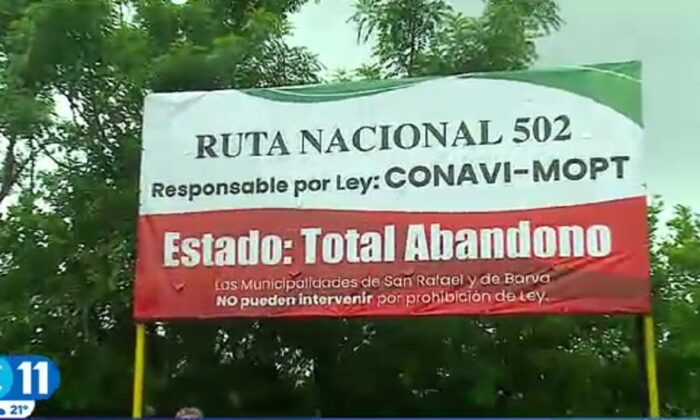 RUTA NACIONAL 502
Responsable por Ley: CONAVI-MOPT
Estado: Total Abandono
Las Municipalidades de San Rafael y de Barva
NO pueden intervenir por prohibición de Ley.
11
21°